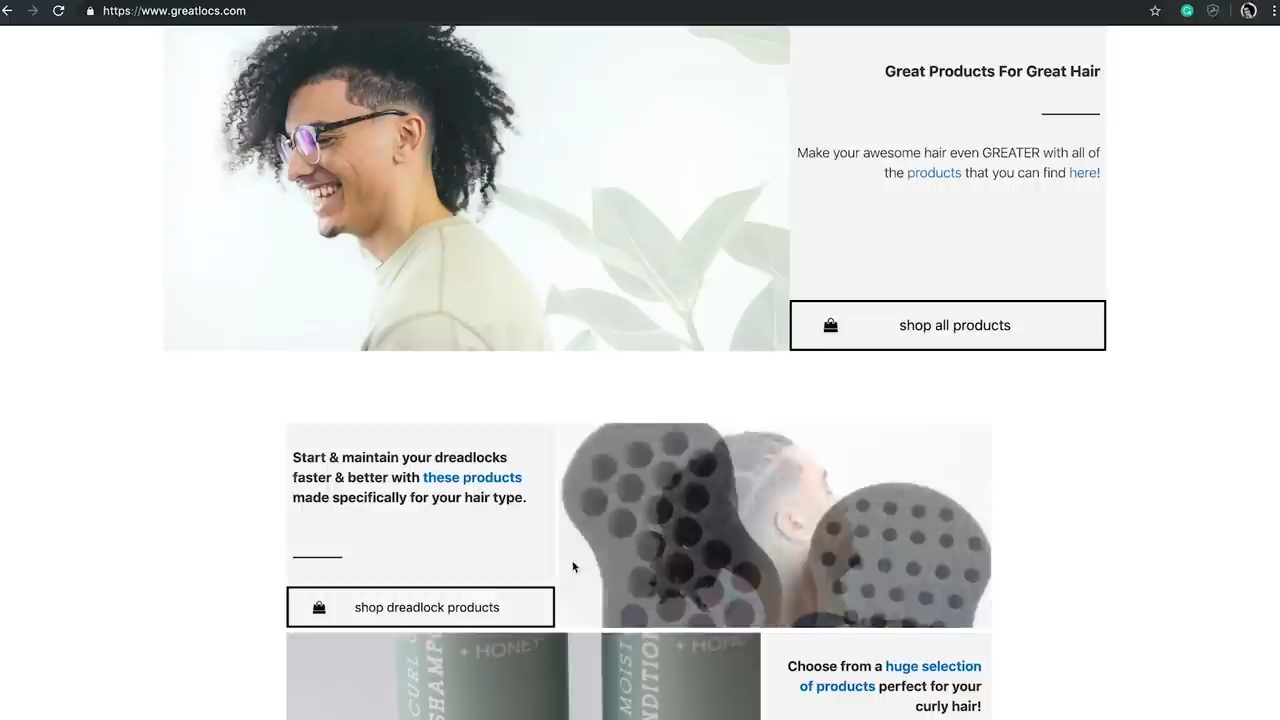 https://www.greatlocs.com
Great Products For Great Hair
Make your awesome hair even GREATER with all of
the products that you can find here!
shop all products
Start & maintain your dreadlocks
faster & better with these products
made specifically for your hair type.
shop dreadlock products
+ HONEY
CURL
Choose from a huge selection
of products perfect for your
curly hair!